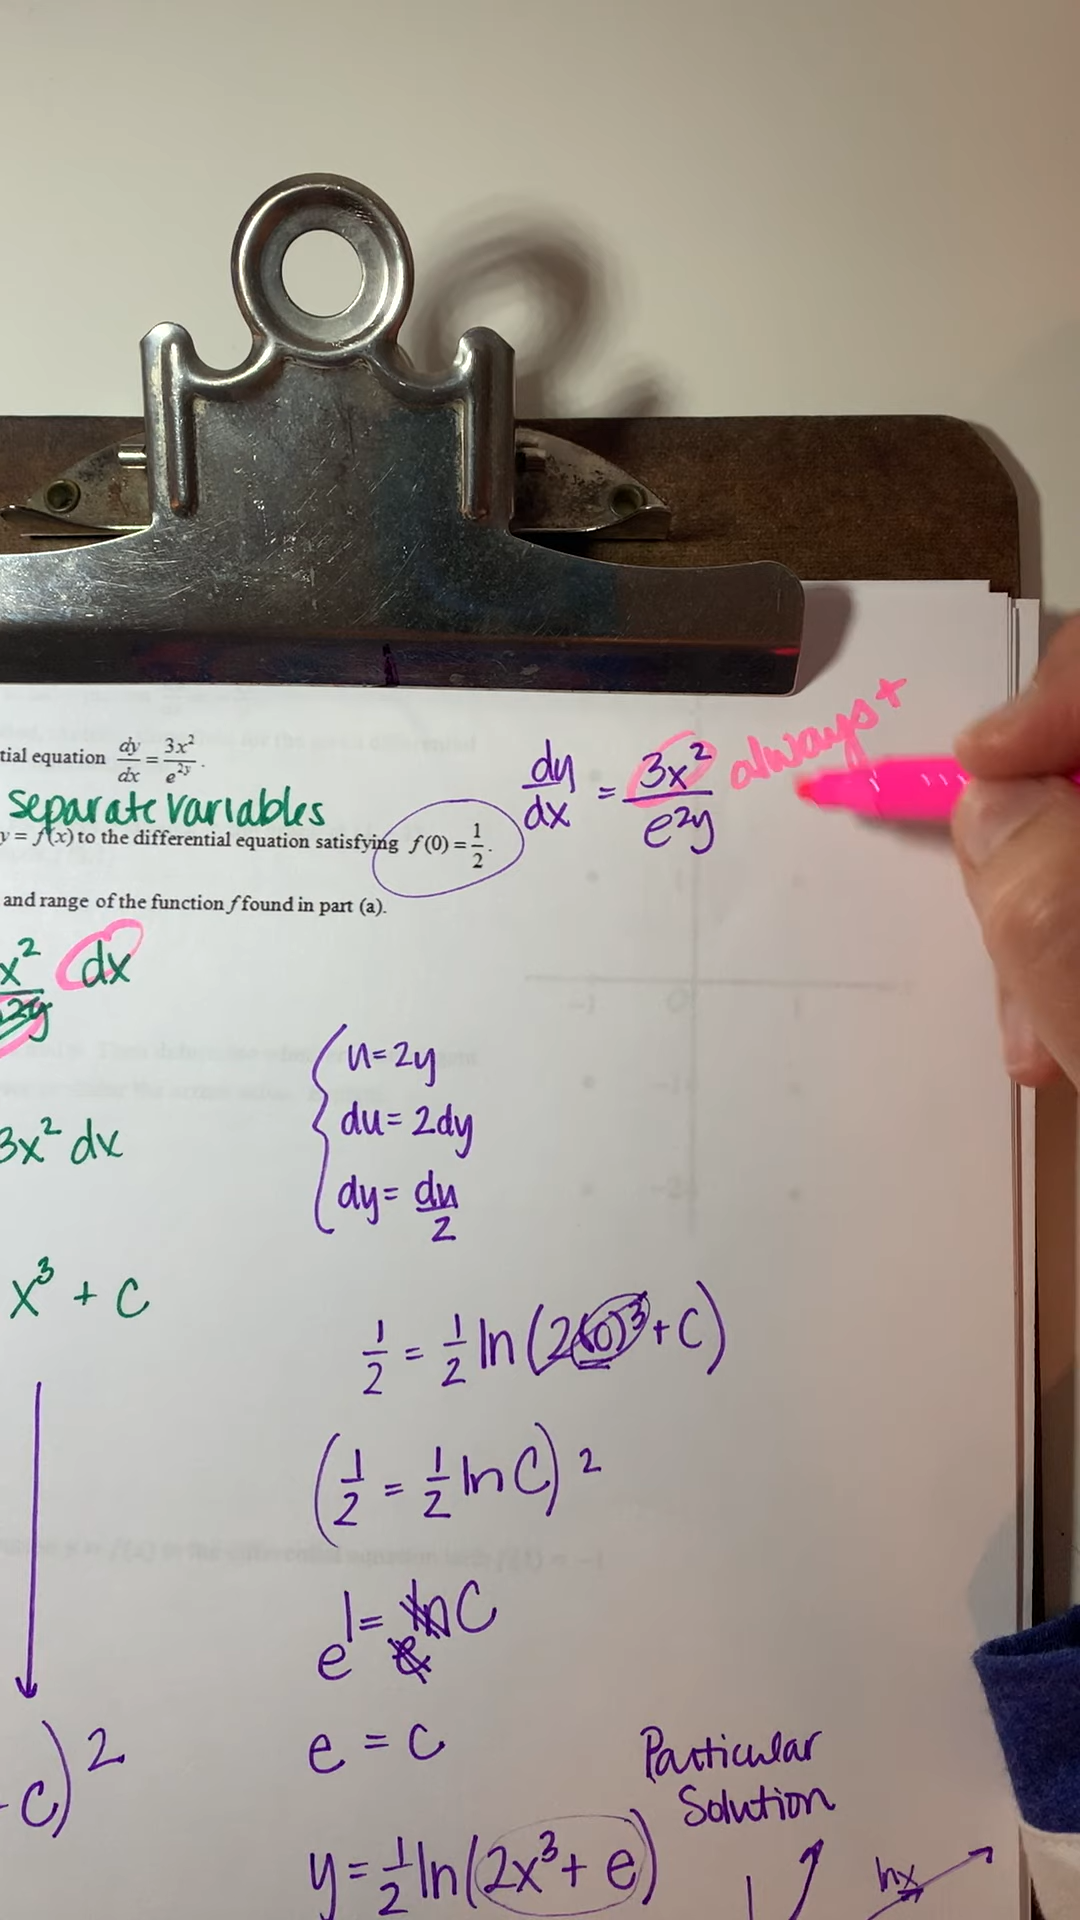 tial equation dy/dx = 3x²/e^2y.
dy/dx = 3x²/e^2y always +
separate variables
y = f(x) to the differential equation satisfying f(0) = 1/2.
and range of the function f found in part (a).
x² dx
2y
u = 2y
du = 2dy
3x² dx
dy = du/2
x³ + C
1/2 = 1/2 ln(2(0)³ + C)
(1/2 = 1/2 ln C) 2
e^1 = ln C
e
e = C
- C) 2
Particular
Solution
y = 1/2 ln(2x³ + e)
ln x